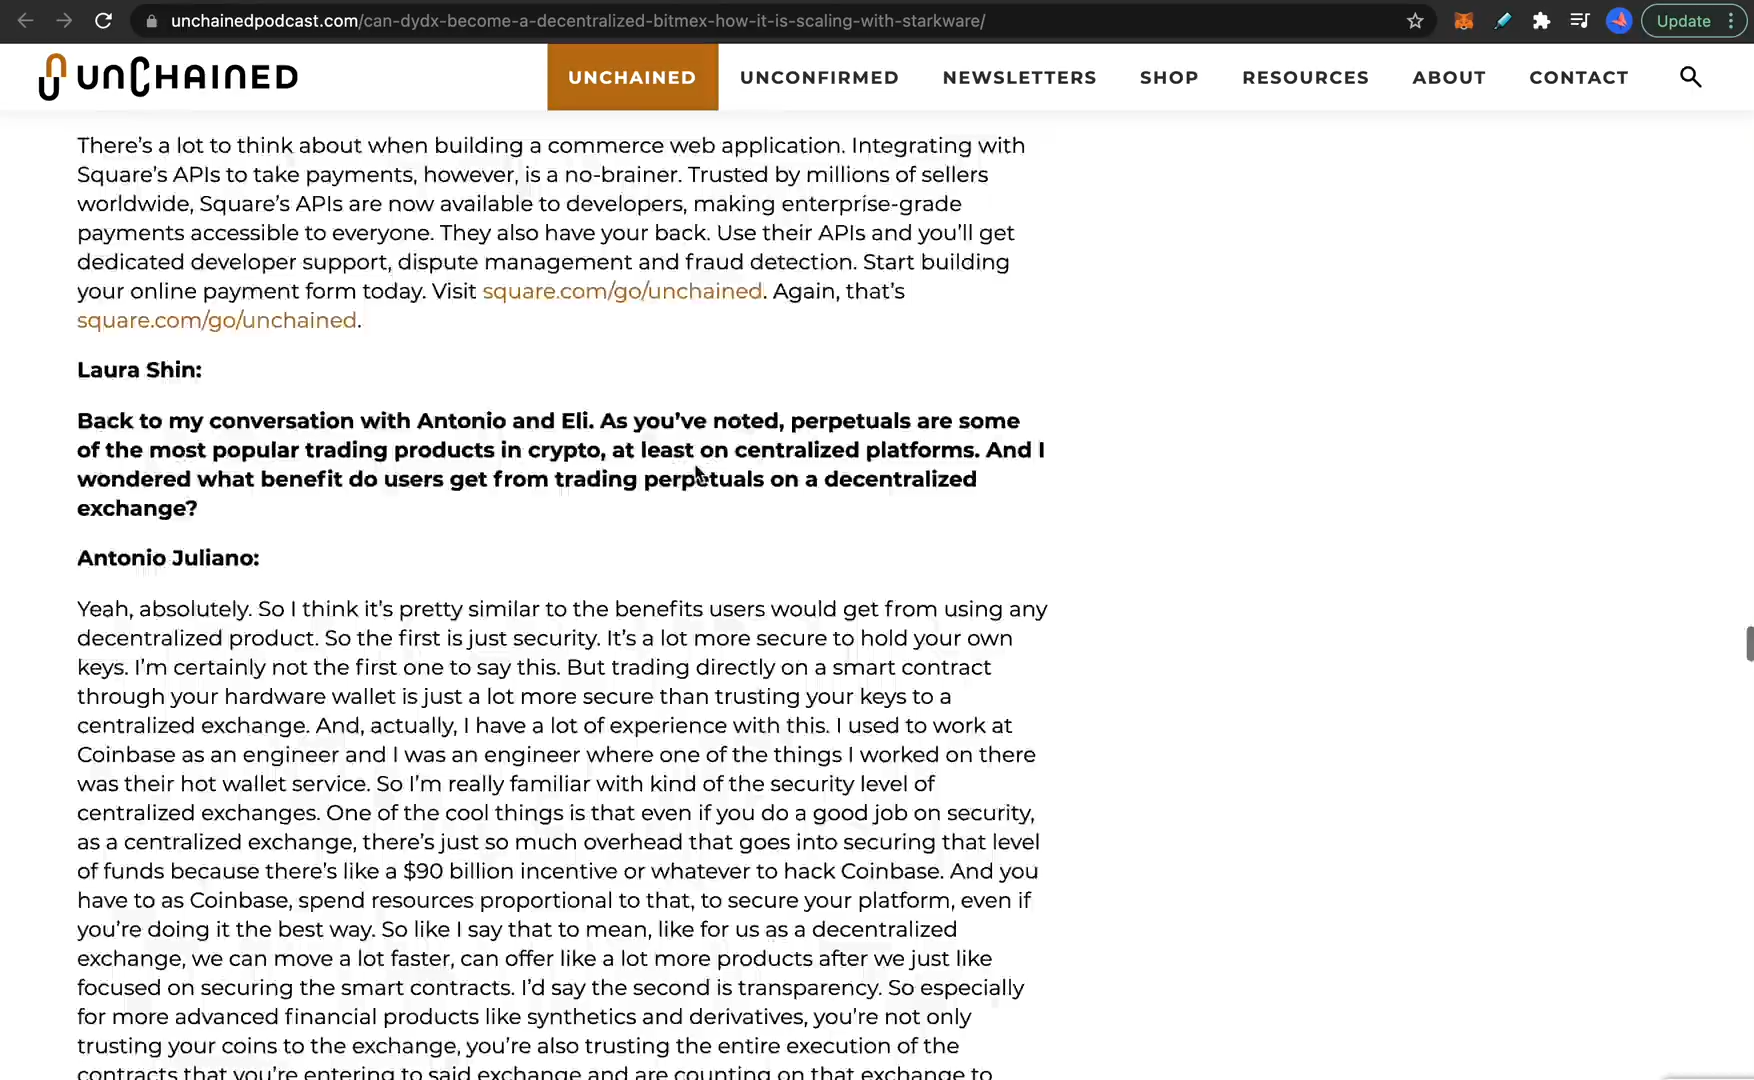 unchainedpodcast.com/can-dydx-become-a-decentralized-bitmex-how-it-is-scaling-with-starkware/
Update
UNCHAINED
UNCHAINED
UNCONFIRMED
NEWSLETTERS
SHOP
RESOURCES
ABOUT
CONTACT
There's a lot to think about when building a commerce web application. Integrating with
Square's APIs to take payments, however, is a no-brainer. Trusted by millions of sellers
worldwide, Square's APIs are now available to developers, making enterprise-grade
payments accessible to everyone. They also have your back. Use their APIs and you'll get
dedicated developer support, dispute management and fraud detection. Start building
your online payment form today. Visit square.com/go/unchained. Again, that's
square.com/go/unchained.
Laura Shin:
Back to my conversation with Antonio and Eli. As you've noted, perpetuals are some
of the most popular trading products in crypto, at least on centralized platforms. And I
wondered what benefit do users get from trading perpetuals on a decentralized
exchange?
Antonio Juliano:
Yeah, absolutely. So I think it's pretty similar to the benefits users would get from using any
decentralized product. So the first is just security. It's a lot more secure to hold your own
keys. I'm certainly not the first one to say this. But trading directly on a smart contract
through your hardware wallet is just a lot more secure than trusting your keys to a
centralized exchange. And, actually, I have a lot of experience with this. I used to work at
Coinbase as an engineer and I was an engineer where one of the things I worked on there
was their hot wallet service. So I'm really familiar with kind of the security level of
centralized exchanges. One of the cool things is that even if you do a good job on security,
as a centralized exchange, there's just so much overhead that goes into securing that level
of funds because there's like a $90 billion incentive or whatever to hack Coinbase. And you
have to as Coinbase, spend resources proportional to that, to secure your platform, even if
you're doing it the best way. So like I say that to mean, like for us as a decentralized
exchange, we can move a lot faster, can offer like a lot more products after we just like
focused on securing the smart contracts. I'd say the second is transparency. So especially
for more advanced financial products like synthetics and derivatives, you're not only
trusting your coins to the exchange, you're also trusting the entire execution of the
contracts that you're entering to said exchange and are counting on that exchange to